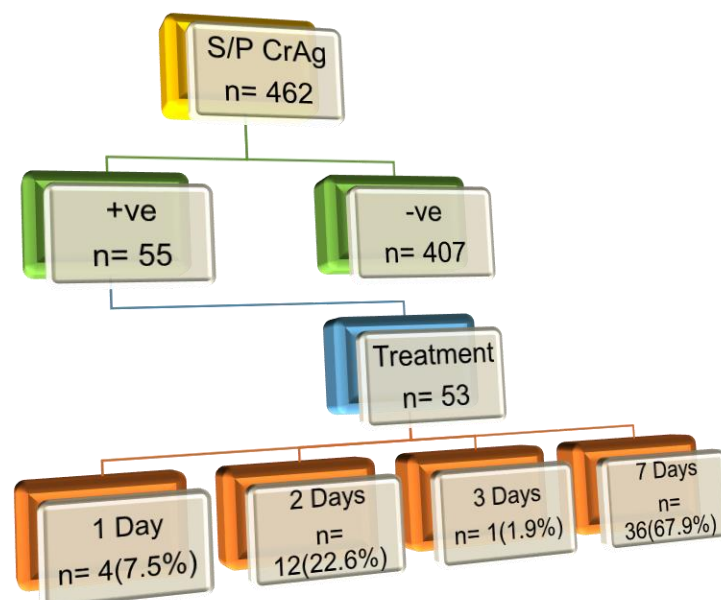 S/P CrAg
n= 462
+ve
n= 55
-ve
n= 407
Treatment
n= 53
1 Day
n= 4(7.5%)
2 Days
n=
12(22.6%)
3 Days
n= 1(1.9%)
7 Days
n=
36(67.9%)